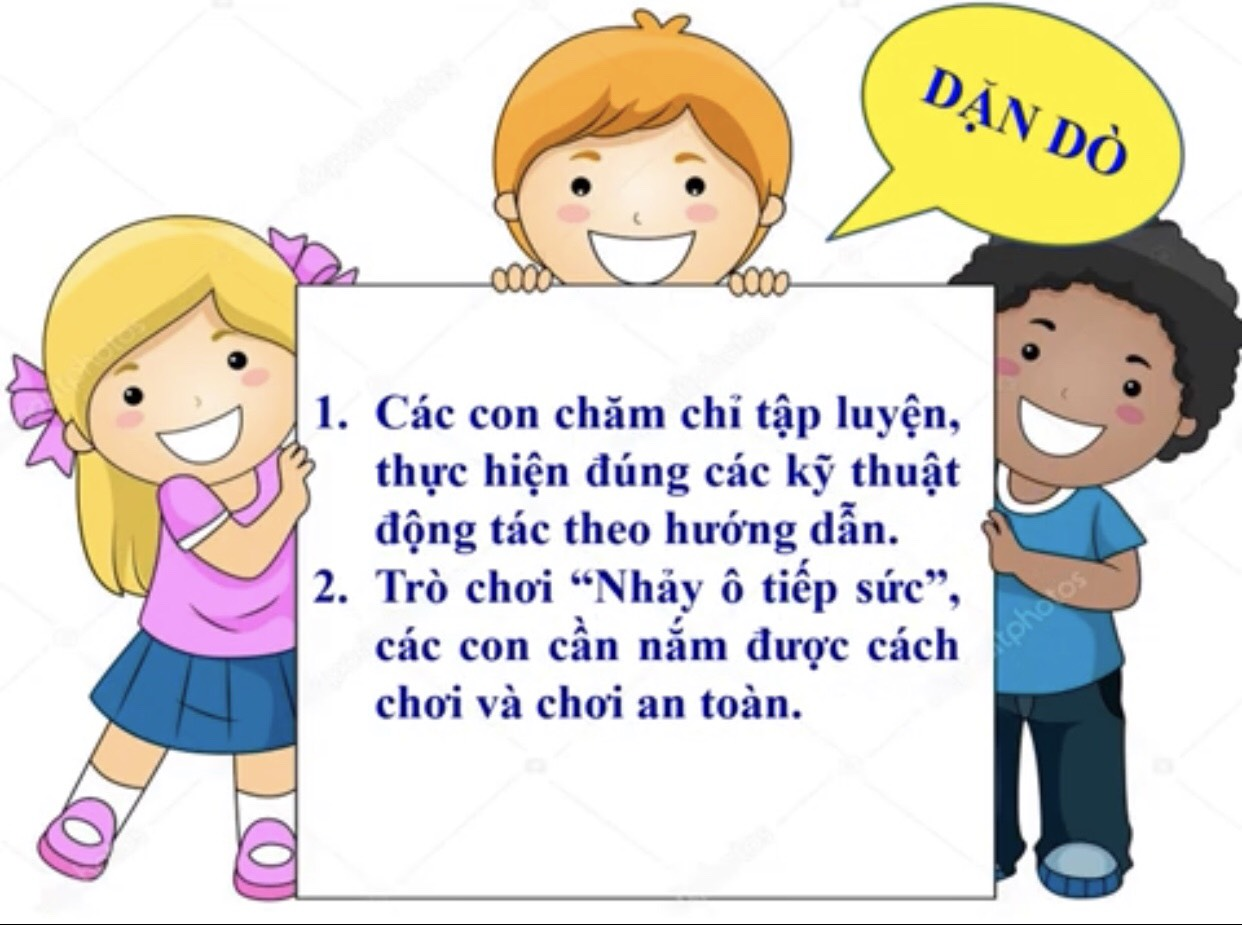 DẶN DÒ
1. Các con chăm chỉ tập luyện,
thực hiện đúng các kỹ thuật
động tác theo hướng dẫn.
2. Trò chơi “Nhảy ô tiếp sức”,
các con cần nắm được cách
chơi và chơi an toàn.